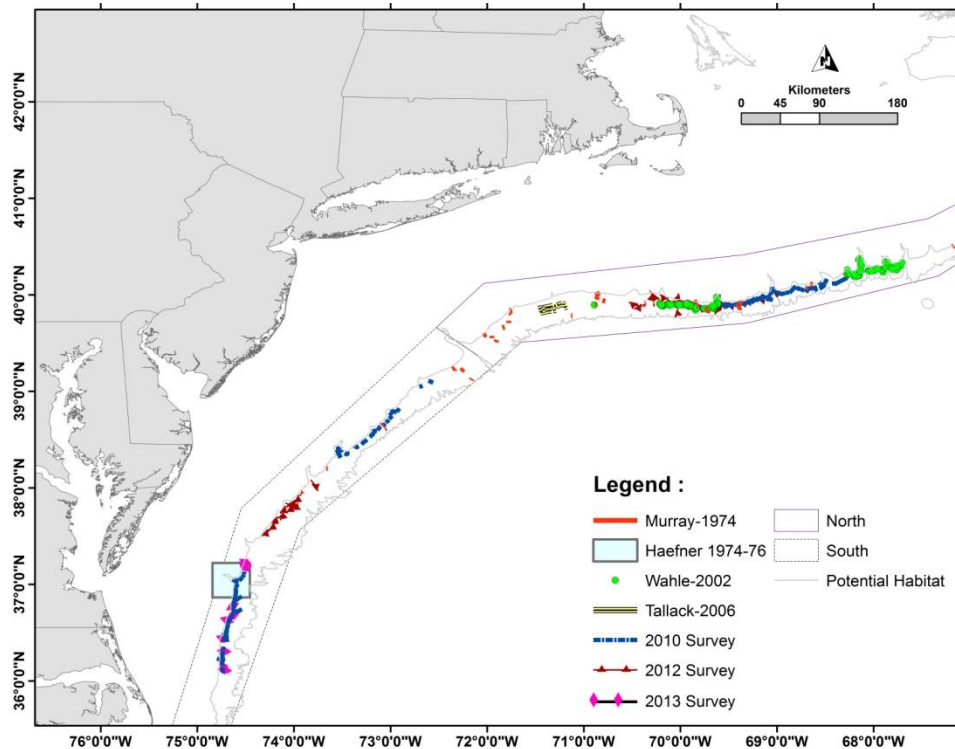 N
Kilometers
0 45 90 180
42°0'0"N
41°0'0"N
40°0'0"N
39°0'0"N
38°0'0"N
37°0'0"N
36°0'0"N
Legend :
Murray-1974
Haefner 1974-76
Wahle-2002
Tallack-2006
2010 Survey
2012 Survey
2013 Survey
North
South
Potential Habitat
76°0'0"W 75°0'0"W 74°0'0"W 73°0'0"W 72°0'0"W 71°0'0"W 70°0'0"W 69°0'0"W 68°0'0"W